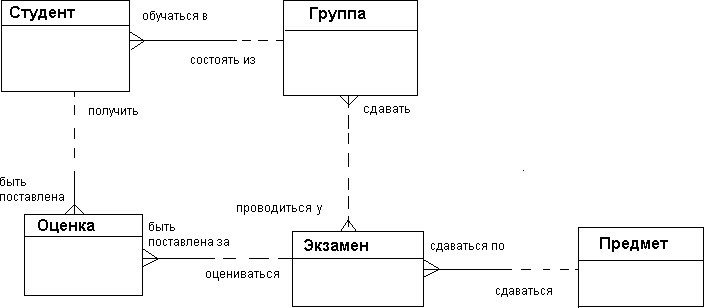 Студент
обучаться в
Группа
состоять из
получить
сдавать
быть
поставлена
проводиться у
Оценка
быть
поставлена за
оцениваться
Экзамен
сдаваться по
Предмет
сдаваться